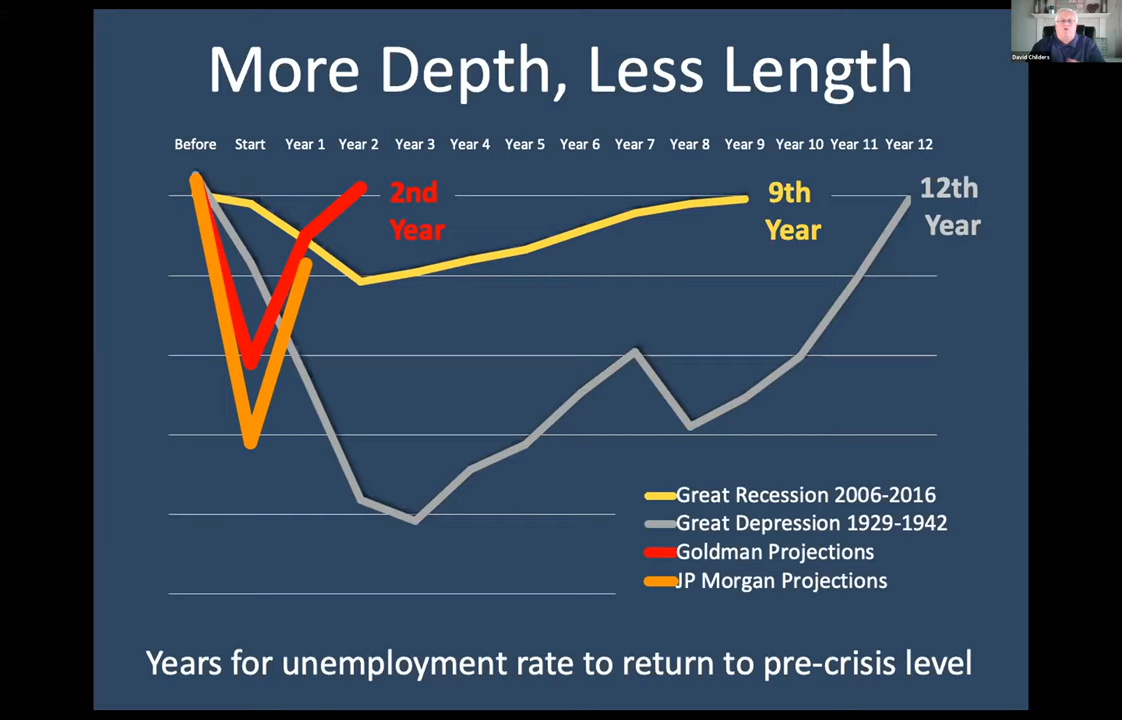 David Childers
More Depth, Less Length
Before Start Year 1 Year 2 Year 3 Year 4 Year 5 Year 6 Year 7 Year 8 Year 9 Year 10 Year 11 Year 12
2nd
Year
9th
Year
12th
Year
Great Recession 2006-2016
Great Depression 1929-1942
Goldman Projections
JP Morgan Projections
Years for unemployment rate to return to pre-crisis level